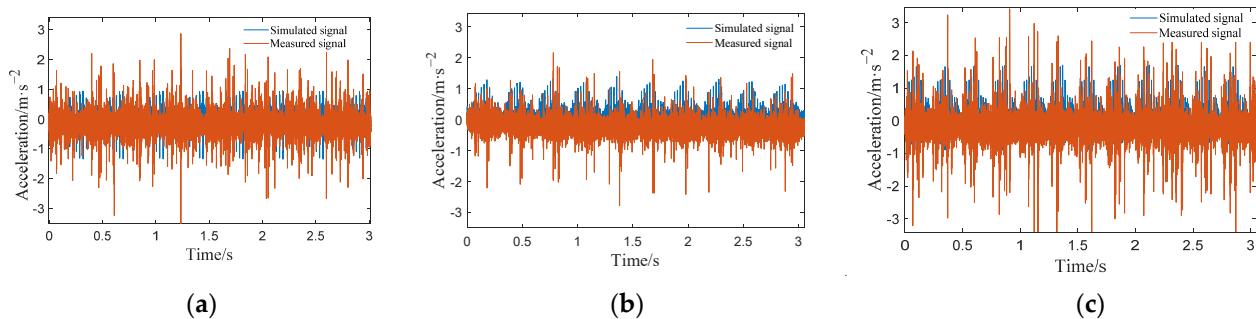 Simulated signal
Measured signal
Acceleration/m·s⁻²
3
2
1
0
-1
-2
-3
0 0.5 1 1.5 2 2.5 3
Time/s
(a)
Simulated signal
Measured signal
Acceleration/m·s⁻²
3
2
1
0
-1
-2
-3
0 0.5 1 1.5 2 2.5 3
Time/s
(b)
Simulated signal
Measured signal
Acceleration/m·s⁻²
3
2
1
0
-1
-2
-3
0 0.5 1 1.5 2 2.5 3
Time/s
(c)